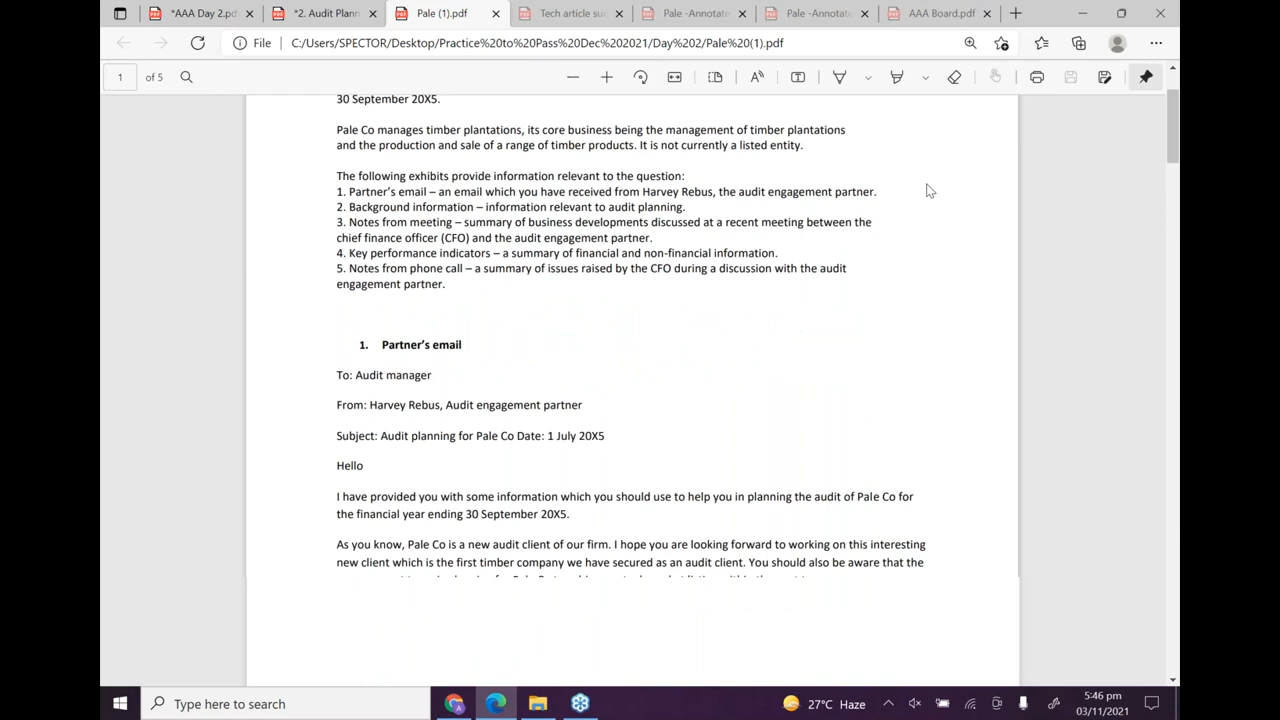 *AAA Day 2.pd
*2. Audit Plann
Pale (1).pdf
Tech article su
Pale -Annotate
Pale -Annotate
AAA Board.pdf
File
C:/Users/SPECTOR/Desktop/Practice%20to%20Pass%20Dec%202021/Day%202/Pale%20(1).pdf
1 of 5
30 September 20X5.
Pale Co manages timber plantations, its core business being the management of timber plantations
and the production and sale of a range of timber products. It is not currently a listed entity.
The following exhibits provide information relevant to the question:
1. Partner's email – an email which you have received from Harvey Rebus, the audit engagement partner.
2. Background information – information relevant to audit planning.
3. Notes from meeting – summary of business developments discussed at a recent meeting between the
chief finance officer (CFO) and the audit engagement partner.
4. Key performance indicators – a summary of financial and non-financial information.
5. Notes from phone call – a summary of issues raised by the CFO during a discussion with the audit
engagement partner.
1. Partner's email
To: Audit manager
From: Harvey Rebus, Audit engagement partner
Subject: Audit planning for Pale Co Date: 1 July 20X5
Hello
I have provided you with some information which you should use to help you in planning the audit of Pale Co for
the financial year ending 30 September 20X5.
As you know, Pale Co is a new audit client of our firm. I hope you are looking forward to working on this interesting
new client which is the first timber company we have secured as an audit client. You should also be aware that the
Type here to search
27°C Haze
5:46 pm
03/11/2021